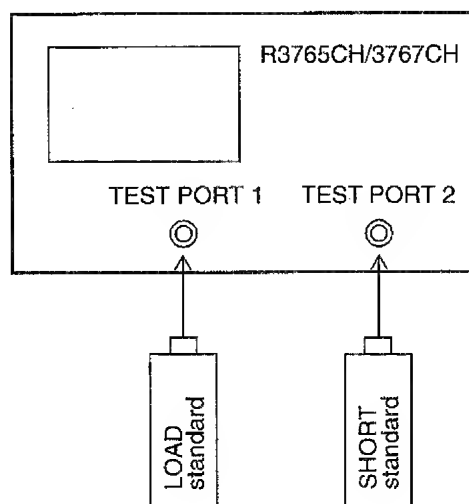 R3765CH/3767CH
TEST PORT 1
TEST PORT 2
LOAD
standard
SHORT
standard